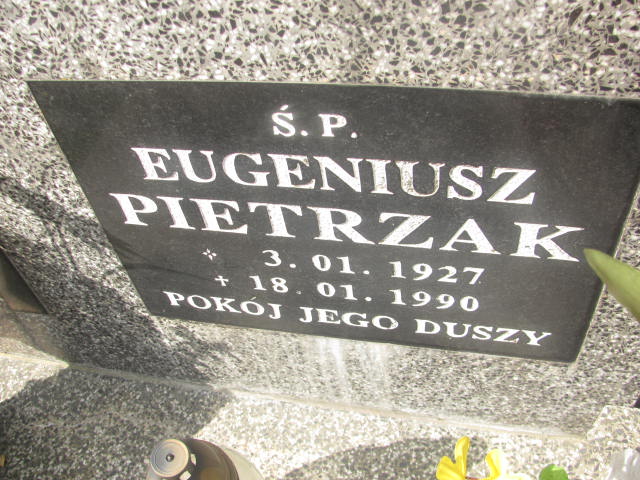 Ś.P.
EUGENIUSZ
PIETRZAK
* 3. 01. 1927
+ 18. 01. 1990
POKÓJ JEGO DUSZY